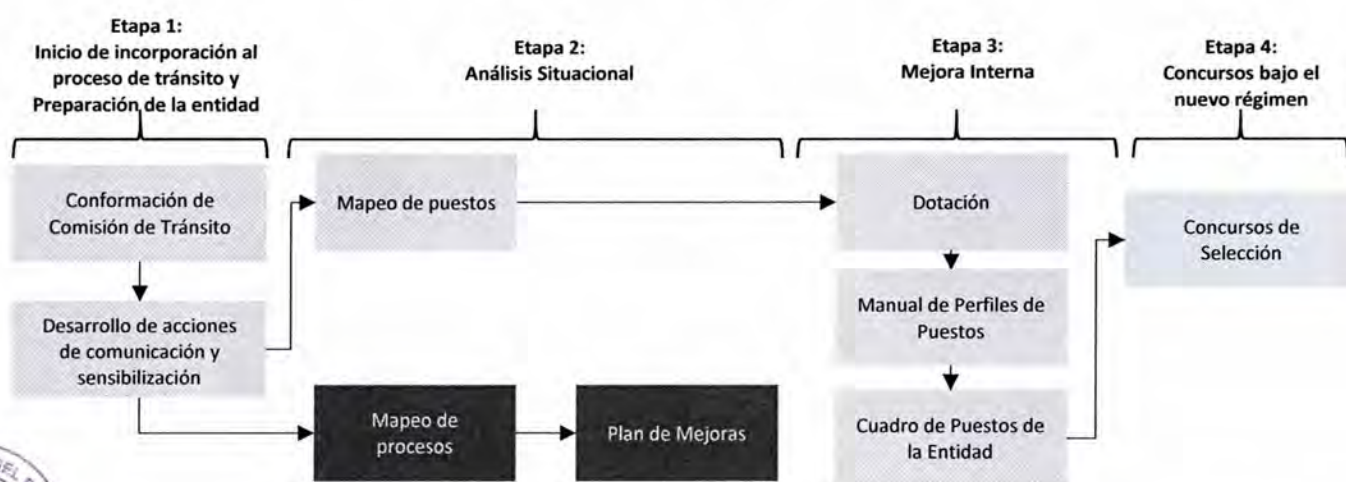 Etapa 1:
Inicio de incorporación al
proceso de tránsito y
Preparación de la entidad
Etapa 2:
Análisis Situacional
Etapa 3:
Mejora Interna
Etapa 4:
Concursos bajo el
nuevo régimen
Conformación de
Comisión de Tránsito
Desarrollo de acciones
de comunicación y
sensibilización
Mapeo de puestos
Mapeo de
procesos
Plan de Mejoras
Dotación
Manual de Perfiles de
Puestos
Cuadro de Puestos de
la Entidad
Concursos de
Selección